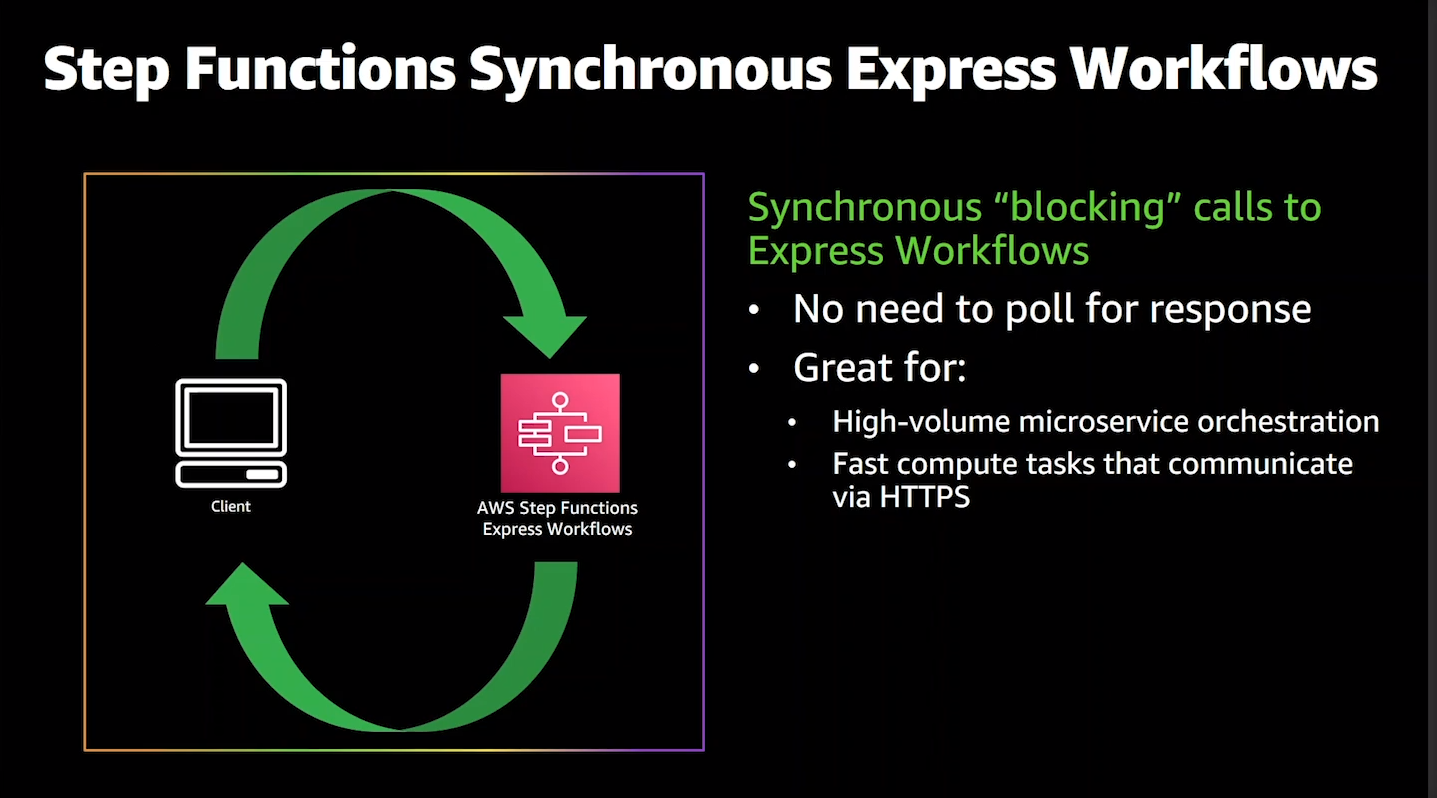 Step Functions Synchronous Express Workflows
Client
AWS Step Functions
Express Workflows
Synchronous “blocking” calls to
Express Workflows
• No need to poll for response
• Great for:
• High-volume microservice orchestration
• Fast compute tasks that communicate
via HTTPS